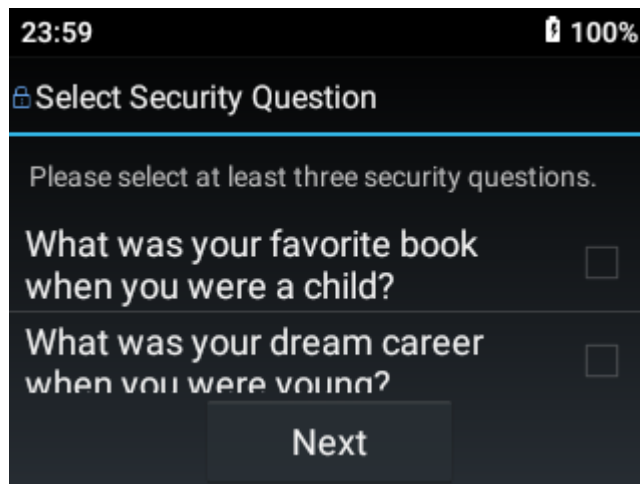 23:59 100%
Select Security Question
Please select at least three security questions.
What was your favorite book
when you were a child?
What was your dream career
when you were young?
Next